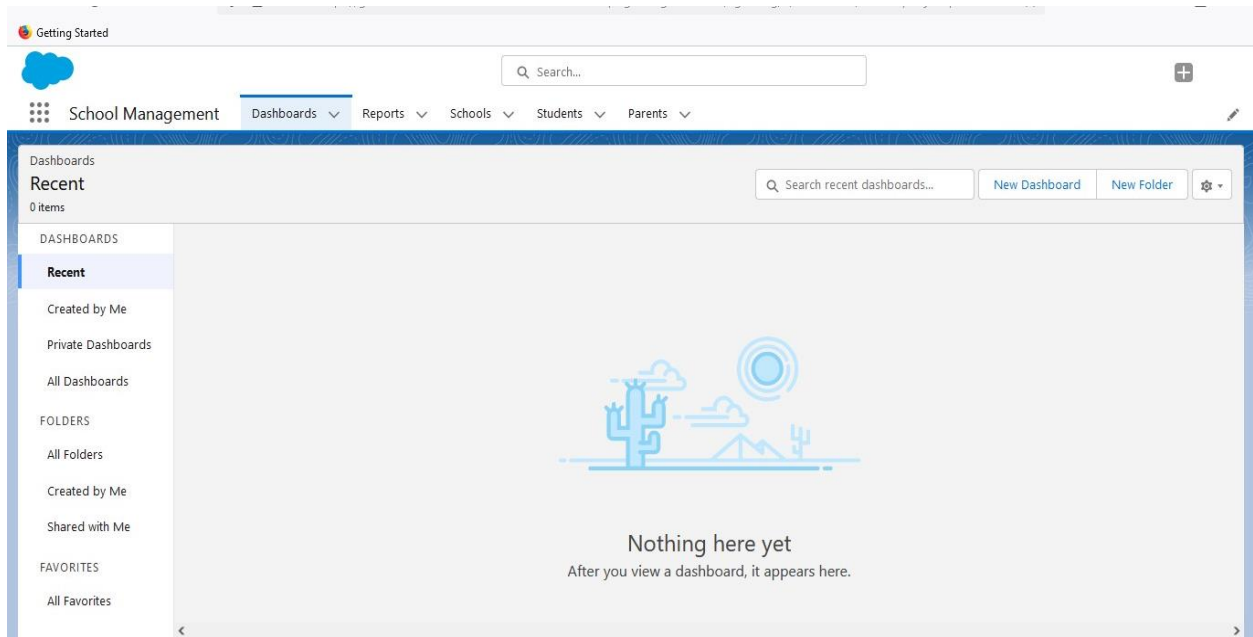 Getting Started
Search...
School Management Dashboards Reports Schools Students Parents
Dashboards
Recent
0 items
Search recent dashboards... New Dashboard New Folder
DASHBOARDS
Recent
Created by Me
Private Dashboards
All Dashboards
FOLDERS
All Folders
Created by Me
Shared with Me
FAVORITES
All Favorites
Nothing here yet
After you view a dashboard, it appears here.